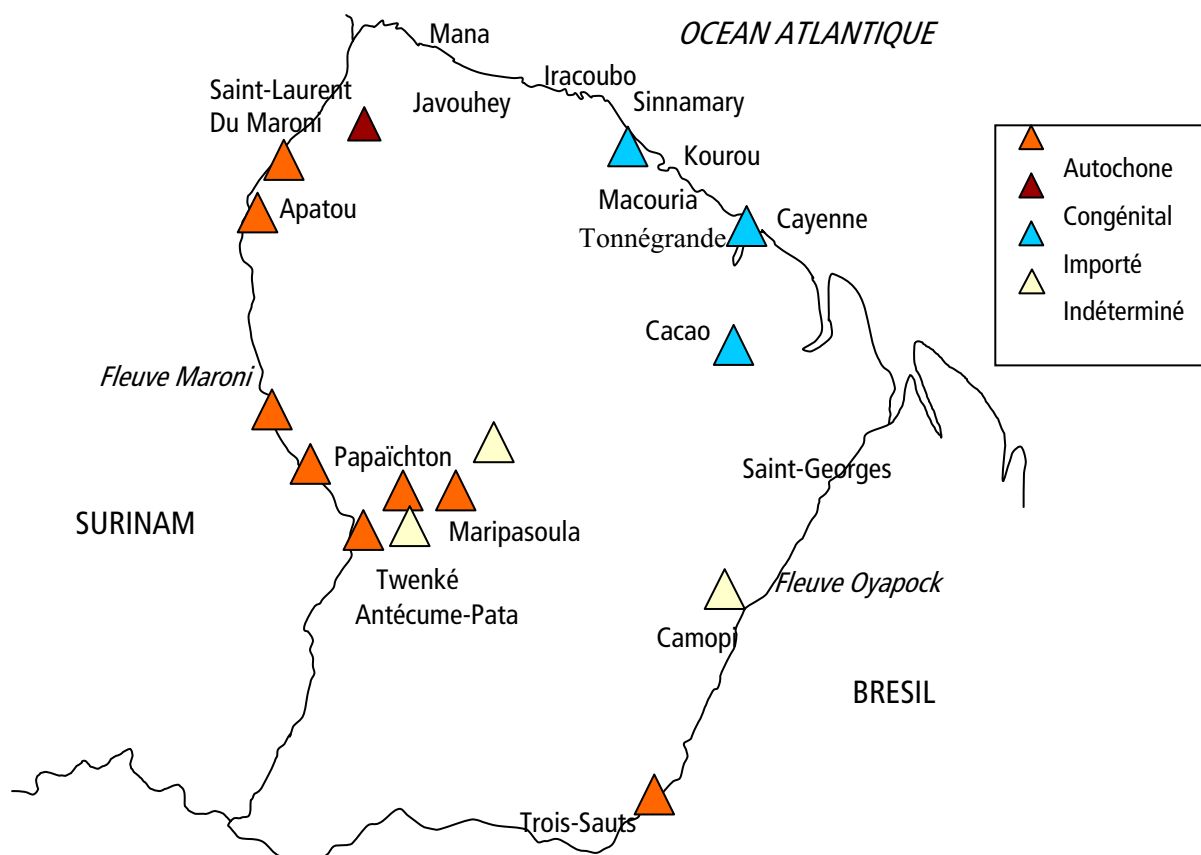 OCEAN ATLANTIQUE
Mana
Iracoubo
Saint-Laurent
Du Maroni
Javouhey
Sinnamary
Kourou
Apatou
Macouria
Cayenne
Tonnégrande
Cacao
Fleuve Maroni
Papaïchton
Saint-Georges
SURINAM
Maripasoula
Twenké
Antécume-Pata
Fleuve Oyapock
Camopi
BRESIL
Trois-Sauts
Autochone
Congénital
Importé
Indéterminé